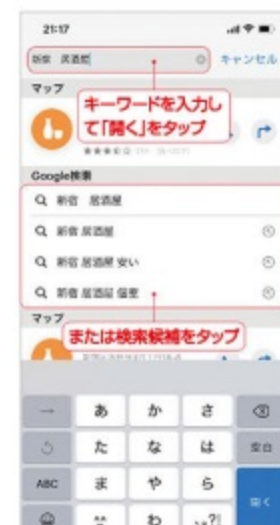 21:17
新宿　居酒屋
キャンセル
マップ
キーワードを入力し
て「開く」をタップ
Google検索
新宿　居酒屋
新宿 居酒屋
新宿 居酒屋 安い
新宿 居酒屋 個室
マップ
または検索候補をタップ
→ あ か さ
た な は 空白
ABC ま や ら
開く
^^ わ 、。?!